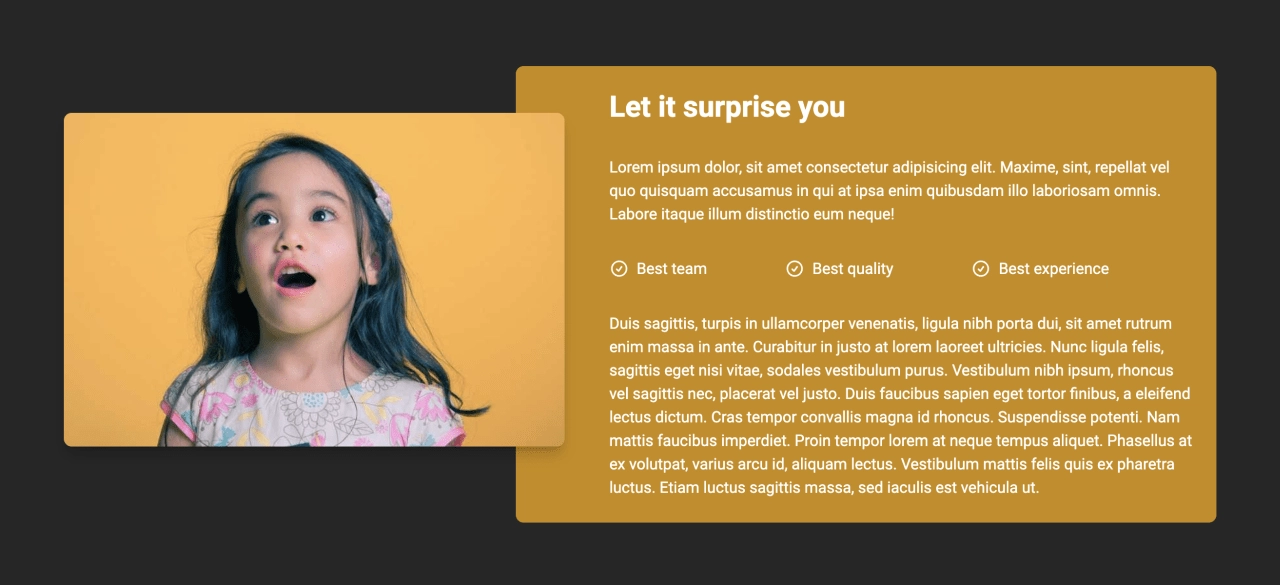 Let it surprise you
Lorem ipsum dolor, sit amet consectetur adipisicing elit. Maxime, sint, repellat vel
quo quisquam accusamus in qui at ipsa enim quibusdam illo laboriosam omnis.
Labore itaque illum distinctio eum neque!
Best team Best quality Best experience
Duis sagittis, turpis in ullamcorper venenatis, ligula nibh porta dui, sit amet rutrum
enim massa in ante. Curabitur in justo at lorem laoreet ultricies. Nunc ligula felis,
sagittis eget nisi vitae, sodales vestibulum purus. Vestibulum nibh ipsum, rhoncus
vel sagittis nec, placerat vel justo. Duis faucibus sapien eget tortor finibus, a eleifend
lectus dictum. Cras tempor convallis magna id rhoncus. Suspendisse potenti. Nam
mattis faucibus imperdiet. Proin tempor lorem at neque tempus aliquet. Phasellus at
ex volutpat, varius arcu id, aliquam lectus. Vestibulum mattis felis quis ex pharetra
luctus. Etiam luctus sagittis massa, sed iaculis est vehicula ut.